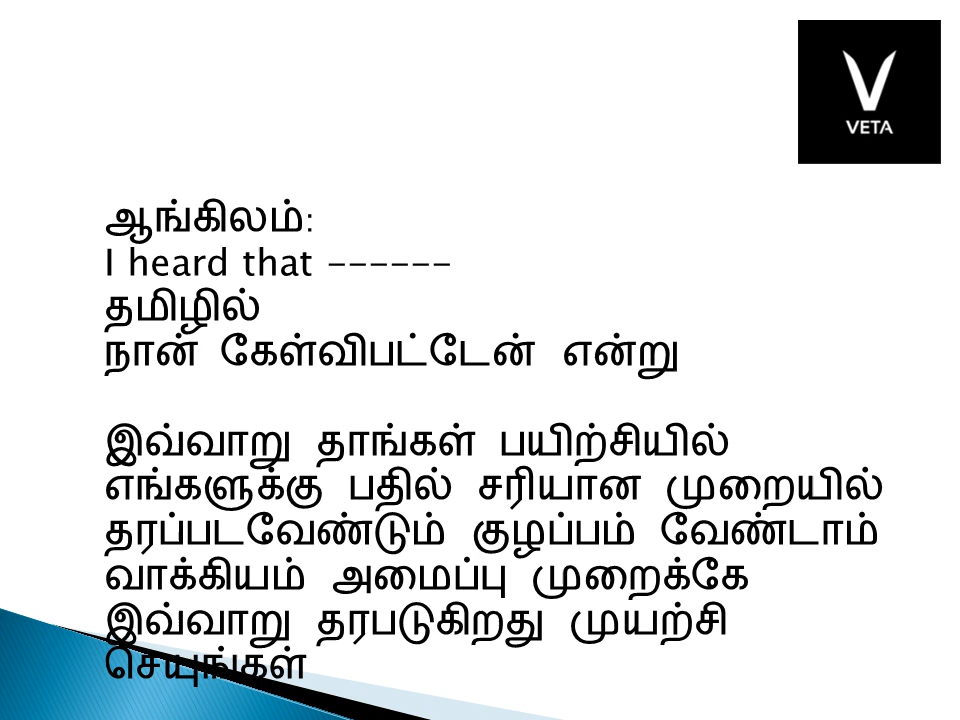 VETA
ஆங்கிலம்:
I heard that ------
தமிழில்
நான் கேள்விபட்டேன் என்று
இவ்வாறு தாங்கள் பயிற்சியில்
எங்களுக்கு பதில் சரியான முறையில்
தரப்படவேண்டும் குழப்பம் வேண்டாம்
வாக்கியம் அமைப்பு முறைக்கே
இவ்வாறு தரபடுகிறது முயற்சி
செயுங்கள்